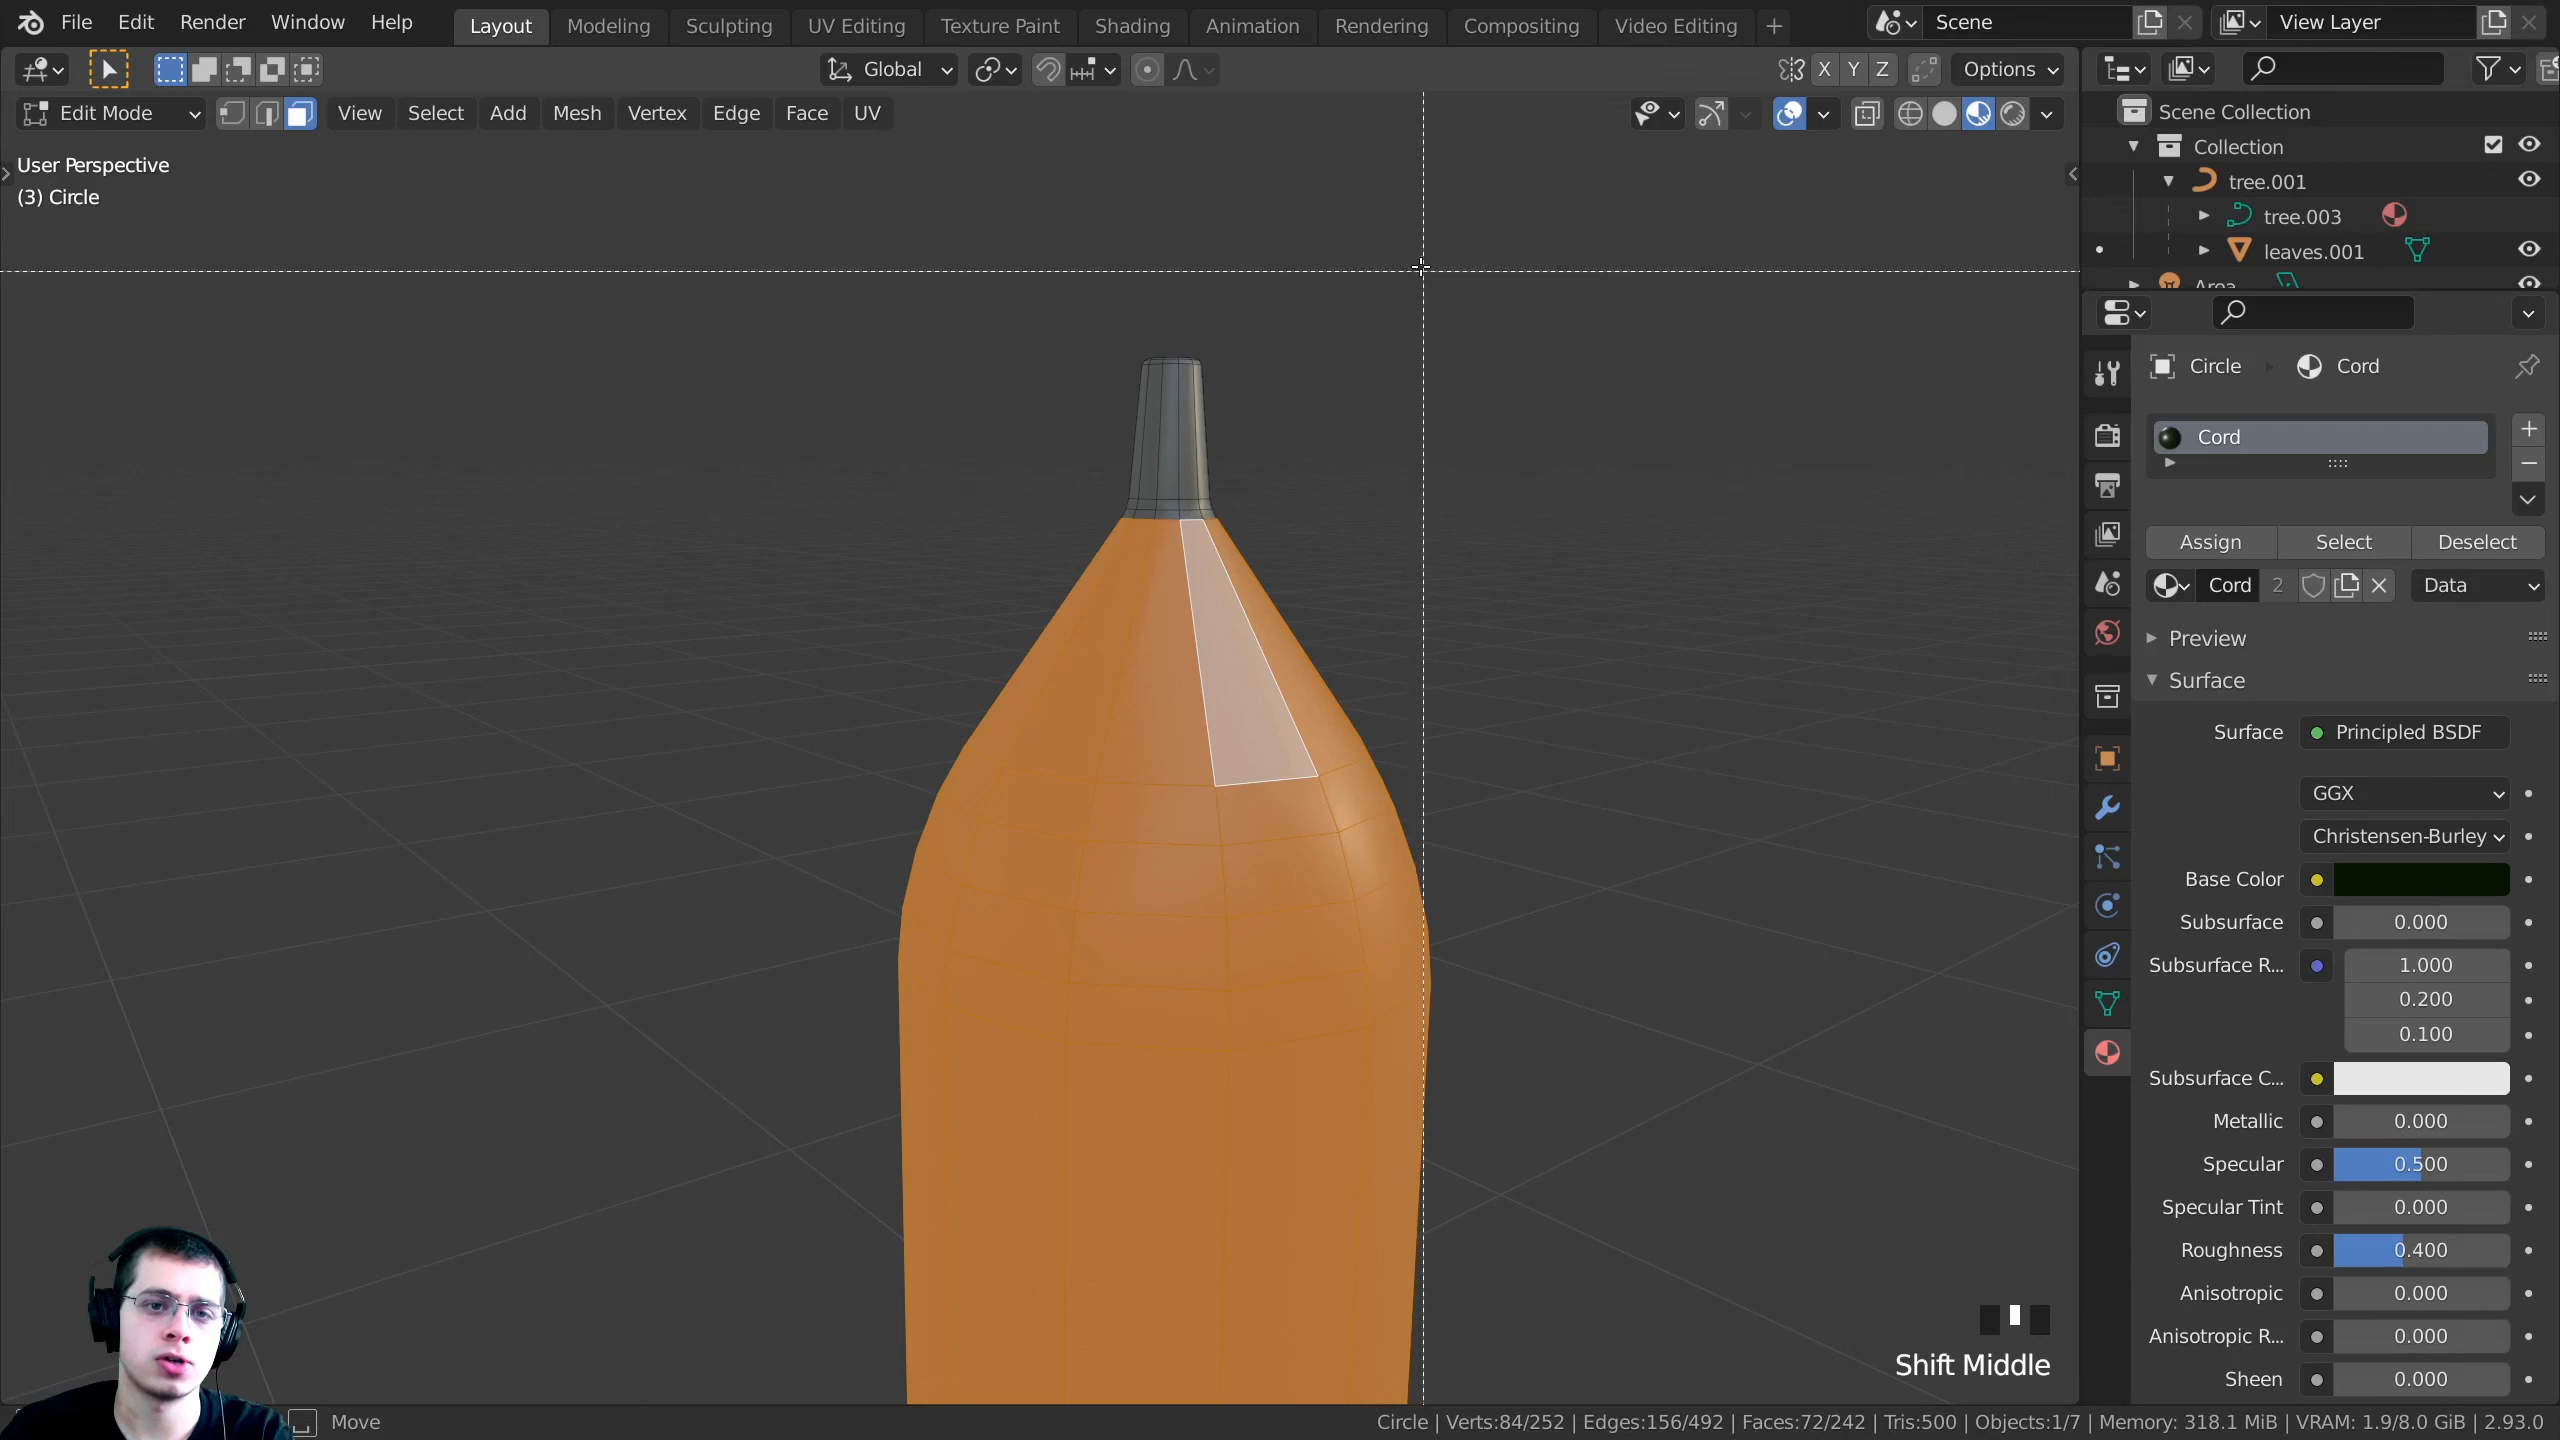 File Edit Render Window Help Layout Modeling Sculpting UV Editing Texture Paint Shading Animation Rendering Compositing Video Editing + Scene View Layer
Global X Y Z Options
Edit Mode View Select Add Mesh Vertex Edge Face UV
User Perspective
(3) Circle
Scene Collection
Collection
tree.001
tree.003
leaves.001
Area
Circle Cord
Cord
Assign Select Deselect
Cord 2 Data
Preview
Surface
Surface Principled BSDF
GGX
Christensen-Burley
Base Color
Subsurface 0.000
Subsurface R... 1.000
0.200
0.100
Subsurface C...
Metallic 0.000
Specular 0.500
Specular Tint 0.000
Roughness 0.400
Anisotropic 0.000
Anisotropic R... 0.000
Sheen 0.000
Shift Middle
Move
Circle | Verts:84/252 | Edges:156/492 | Faces:72/242 | Tris:500 | Objects:1/7 | Memory: 318.1 MiB | VRAM: 1.9/8.0 GiB | 2.93.0